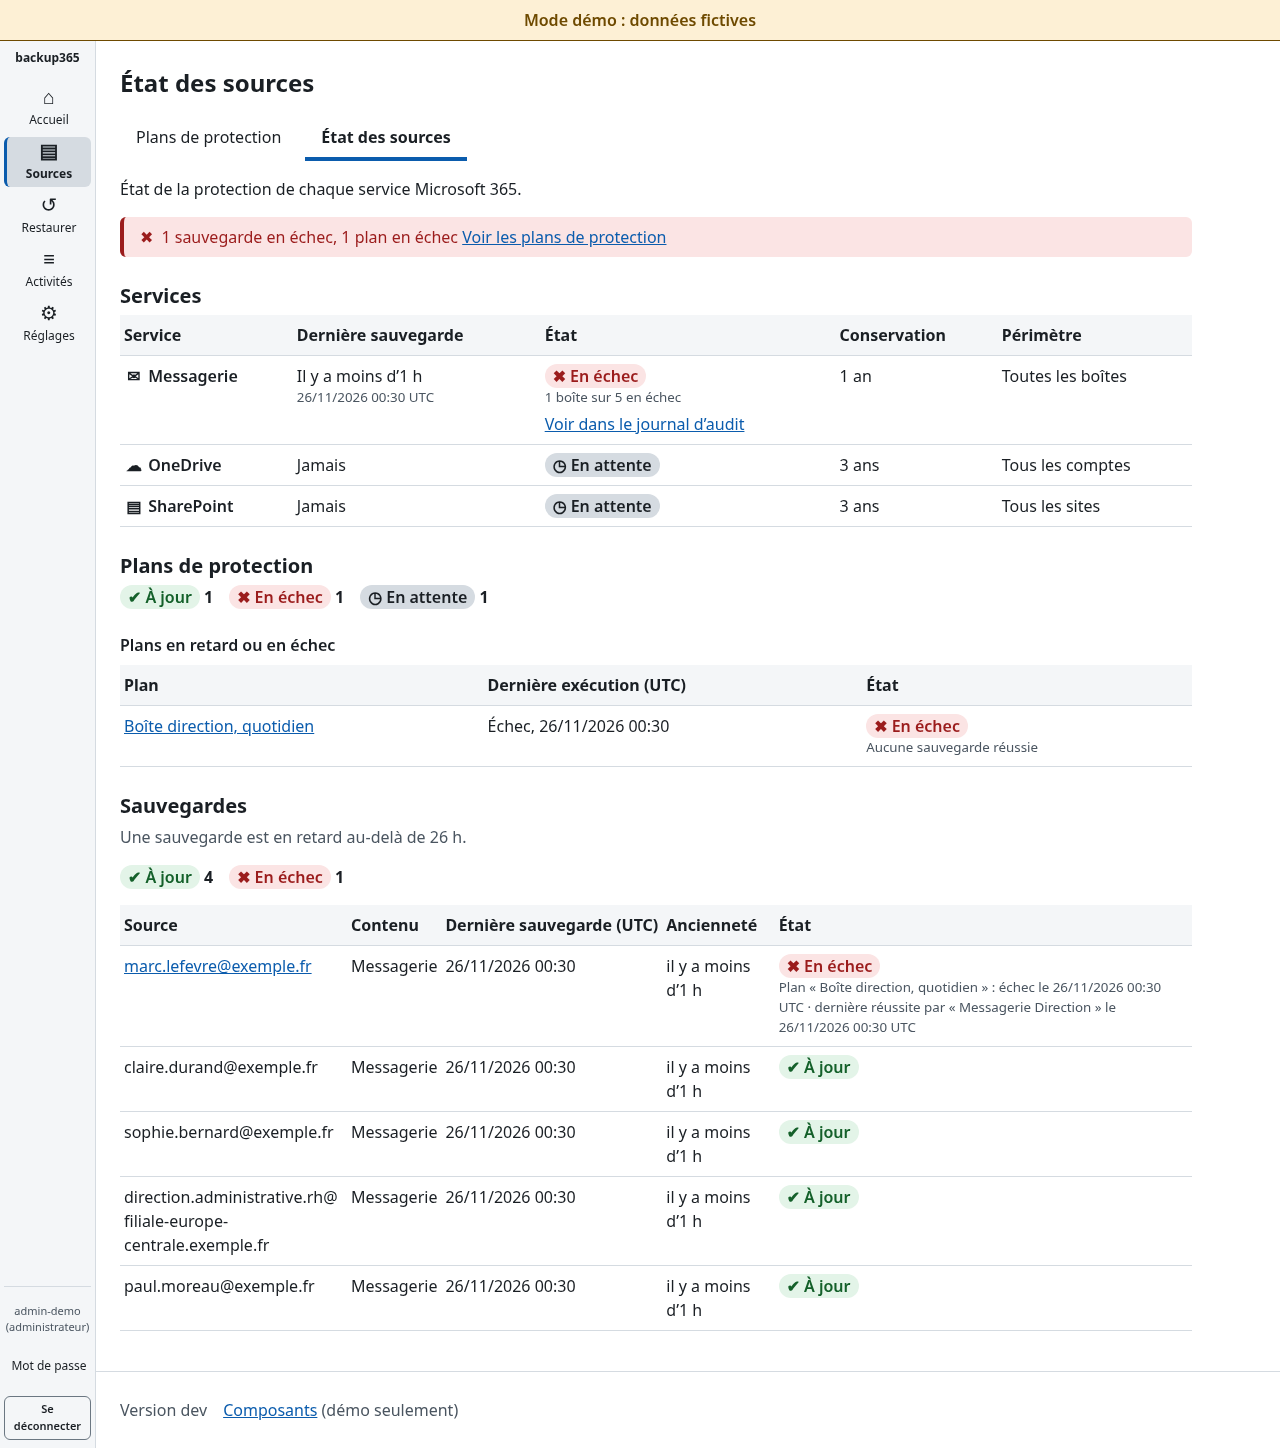 Mode démo : données fictives
backup365
Accueil
Sources
Restaurer
Activités
Réglages
admin-demo
(administrateur)
Mot de passe
Se
déconnecter
État des sources
Plans de protection État des sources
État de la protection de chaque service Microsoft 365.
✖ 1 sauvegarde en échec, 1 plan en échec Voir les plans de protection
Services
Service Dernière sauvegarde État Conservation Périmètre
Messagerie Il y a moins d’1 h ✖ En échec 1 an Toutes les boîtes
26/11/2026 00:30 UTC 1 boîte sur 5 en échec
Voir dans le journal d’audit
OneDrive Jamais En attente 3 ans Tous les comptes
SharePoint Jamais En attente 3 ans Tous les sites
Plans de protection
✔ À jour 1 ✖ En échec 1 En attente 1
Plans en retard ou en échec
Plan Dernière exécution (UTC) État
Boîte direction, quotidien Échec, 26/11/2026 00:30 ✖ En échec
Aucune sauvegarde réussie
Sauvegardes
Une sauvegarde est en retard au-delà de 26 h.
✔ À jour 4 ✖ En échec 1
Source Contenu Dernière sauvegarde (UTC) Ancienneté État
marc.lefevre@exemple.fr Messagerie 26/11/2026 00:30 il y a moins d’1 h ✖ En échec
Plan « Boîte direction, quotidien » : échec le 26/11/2026 00:30
UTC · dernière réussite par « Messagerie Direction » le
26/11/2026 00:30 UTC
claire.durand@exemple.fr Messagerie 26/11/2026 00:30 il y a moins d’1 h ✔ À jour
sophie.bernard@exemple.fr Messagerie 26/11/2026 00:30 il y a moins d’1 h ✔ À jour
direction.administrative.rh@ Messagerie 26/11/2026 00:30 il y a moins d’1 h ✔ À jour
filiale-europe-
centrale.exemple.fr
paul.moreau@exemple.fr Messagerie 26/11/2026 00:30 il y a moins d’1 h ✔ À jour
Version dev Composants (démo seulement)